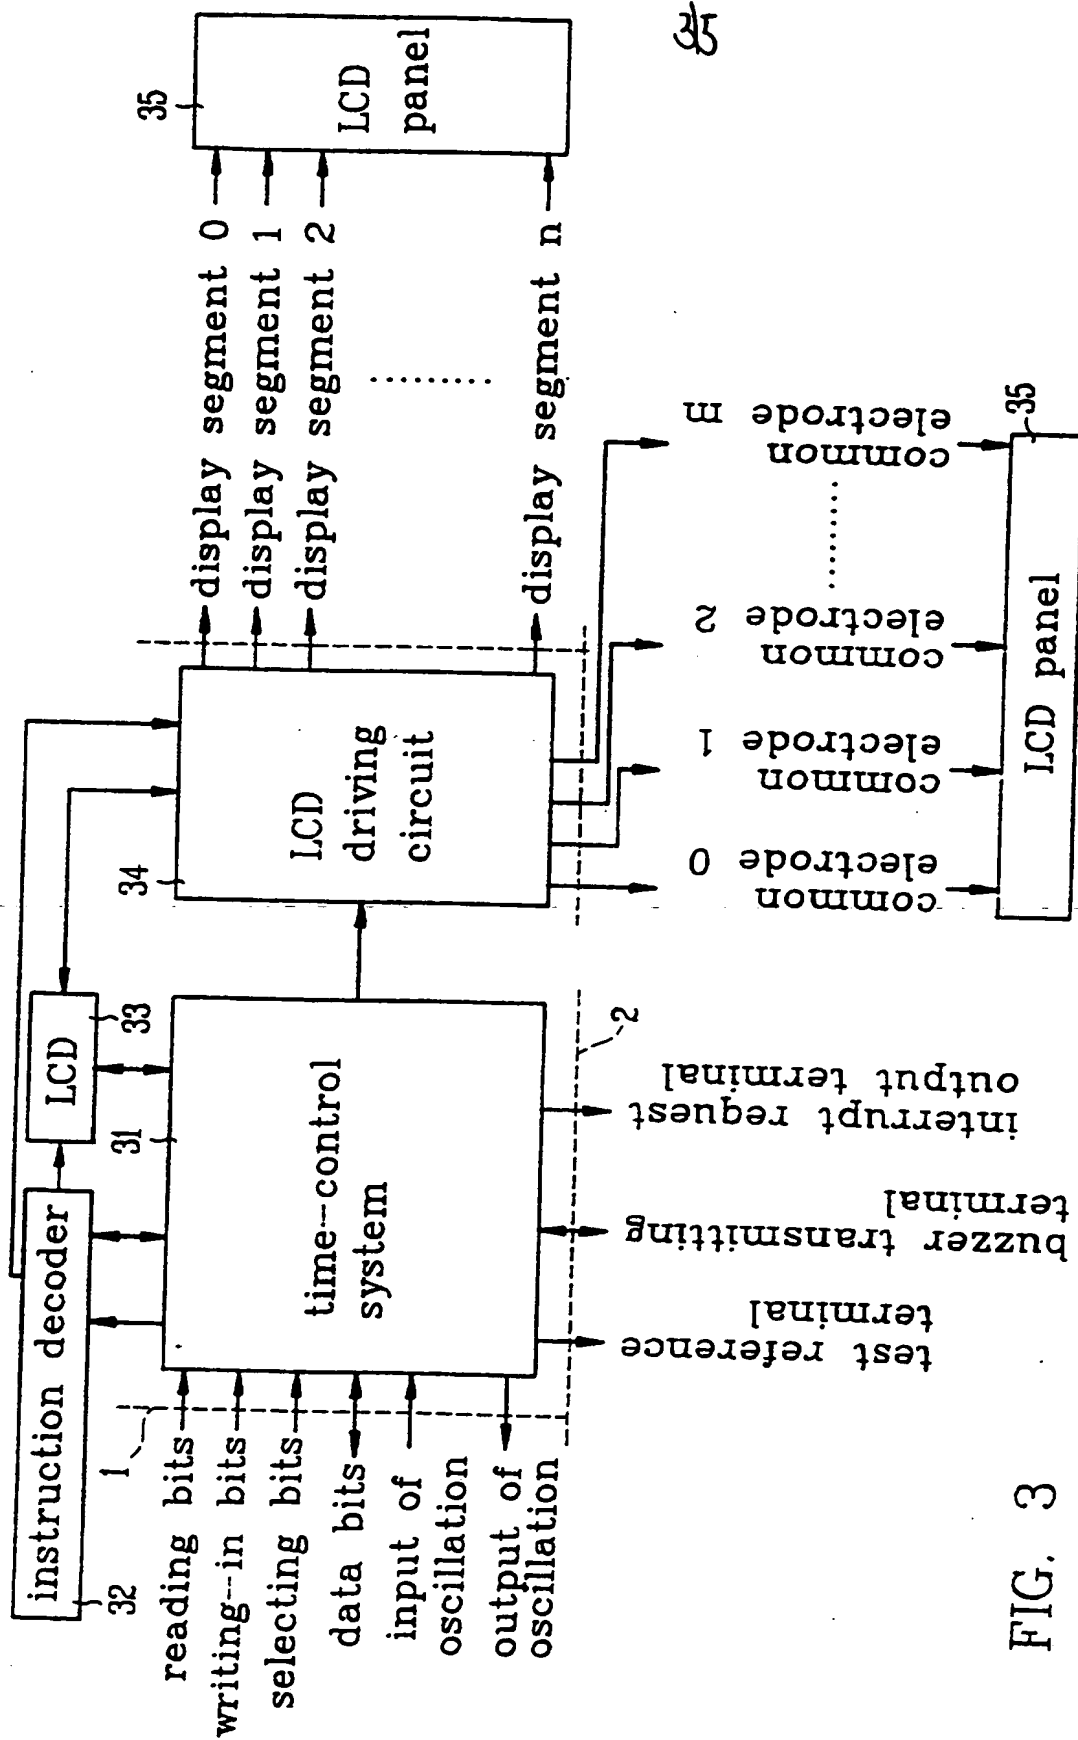 315
35
LCD
panel
display segment 0
display segment 1
display segment 2
.........
display segment n
34
LCD
driving
circuit
33
LCD
31
time--control
system
instruction decoder
32
1
reading bits
writing--in bits
selecting bits
data bits
input of
oscillation
output of
oscillation
2
test reference
terminal
buzzer transmitting
terminal
interrupt request
output terminal
common
electrode 0
common
electrode 1
common
electrode 2
........
common
electrode m
35
LCD panel
FIG. 3